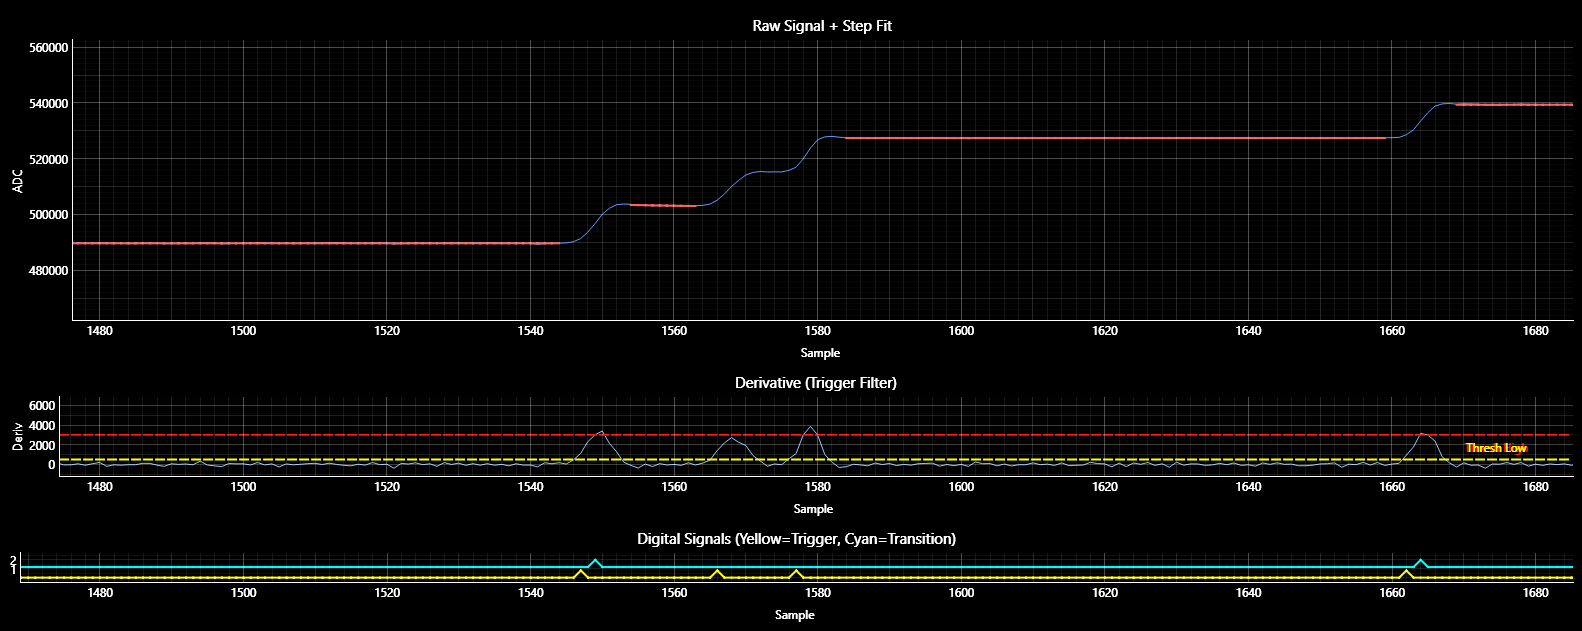 Raw Signal + Step Fit
560000
540000
520000
500000
480000
ADC
1480 1500 1520 1540 1560 1580 1600 1620 1640 1660 1680
Sample
Derivative (Trigger Filter)
6000
4000
2000
0
Deriv
Thresh Low
1480 1500 1520 1540 1560 1580 1600 1620 1640 1660 1680
Sample
Digital Signals (Yellow=Trigger, Cyan=Transition)
2
1
1480 1500 1520 1540 1560 1580 1600 1620 1640 1660 1680
Sample